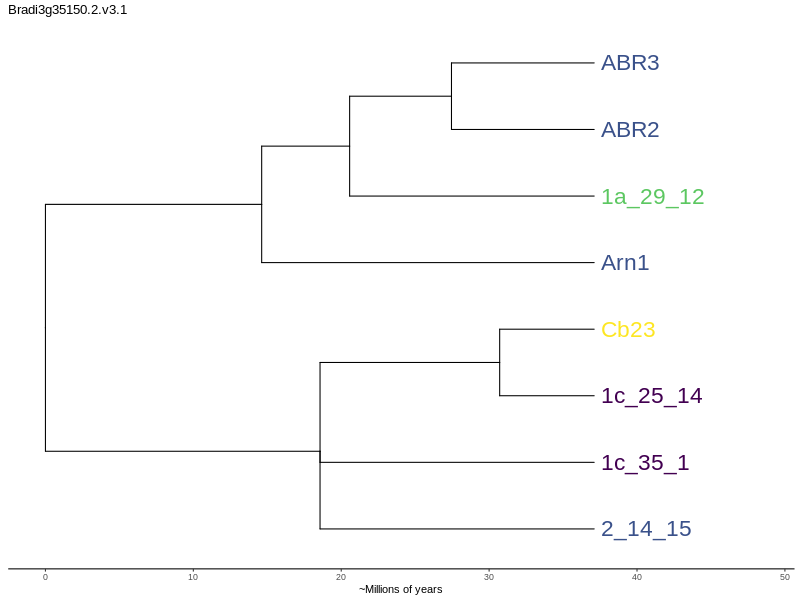 Bradi3g35150.2.v3.1
ABR3
ABR2
1a_29_12
Arn1
Cb23
1c_25_14
1c_35_1
2_14_15
0 10 20 30 40 50
~Millions of years